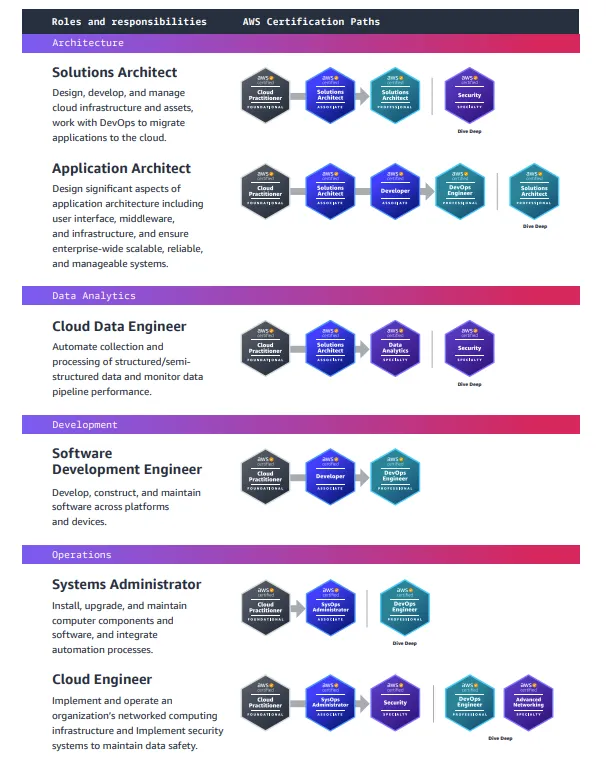 Roles and responsibilities AWS Certification Paths
Architecture
Solutions Architect
Design, develop, and manage
cloud infrastructure and assets,
work with DevOps to migrate
applications to the cloud.
aws certified Cloud Practitioner FOUNDATIONAL
aws certified Solutions Architect ASSOCIATE
aws certified Solutions Architect PROFESSIONAL
aws certified Security SPECIALTY
Dive Deep
Application Architect
Design significant aspects of
application architecture including
user interface, middleware,
and infrastructure, and ensure
enterprise-wide scalable, reliable,
and manageable systems.
aws certified Cloud Practitioner FOUNDATIONAL
aws certified Solutions Architect ASSOCIATE
aws certified Developer ASSOCIATE
aws certified DevOps Engineer PROFESSIONAL
aws certified Solutions Architect PROFESSIONAL
Dive Deep
Data Analytics
Cloud Data Engineer
Automate collection and
processing of structured/semi-
structured data and monitor data
pipeline performance.
aws certified Cloud Practitioner FOUNDATIONAL
aws certified Solutions Architect ASSOCIATE
aws certified Data Analytics SPECIALTY
aws certified Security SPECIALTY
Dive Deep
Development
Software
Development Engineer
Develop, construct, and maintain
software across platforms
and devices.
aws certified Cloud Practitioner FOUNDATIONAL
aws certified Developer ASSOCIATE
aws certified DevOps Engineer PROFESSIONAL
Operations
Systems Administrator
Install, upgrade, and maintain
computer components and
software, and integrate
automation processes.
aws certified Cloud Practitioner FOUNDATIONAL
aws certified SysOps Administrator ASSOCIATE
aws certified DevOps Engineer PROFESSIONAL
Dive Deep
Cloud Engineer
Implement and operate an
organization's networked computing
infrastructure and Implement security
systems to maintain data safety.
aws certified Cloud Practitioner FOUNDATIONAL
aws certified SysOps Administrator ASSOCIATE
aws certified Security SPECIALTY
aws certified DevOps Engineer PROFESSIONAL
aws certified Advanced Networking SPECIALTY
Dive Deep